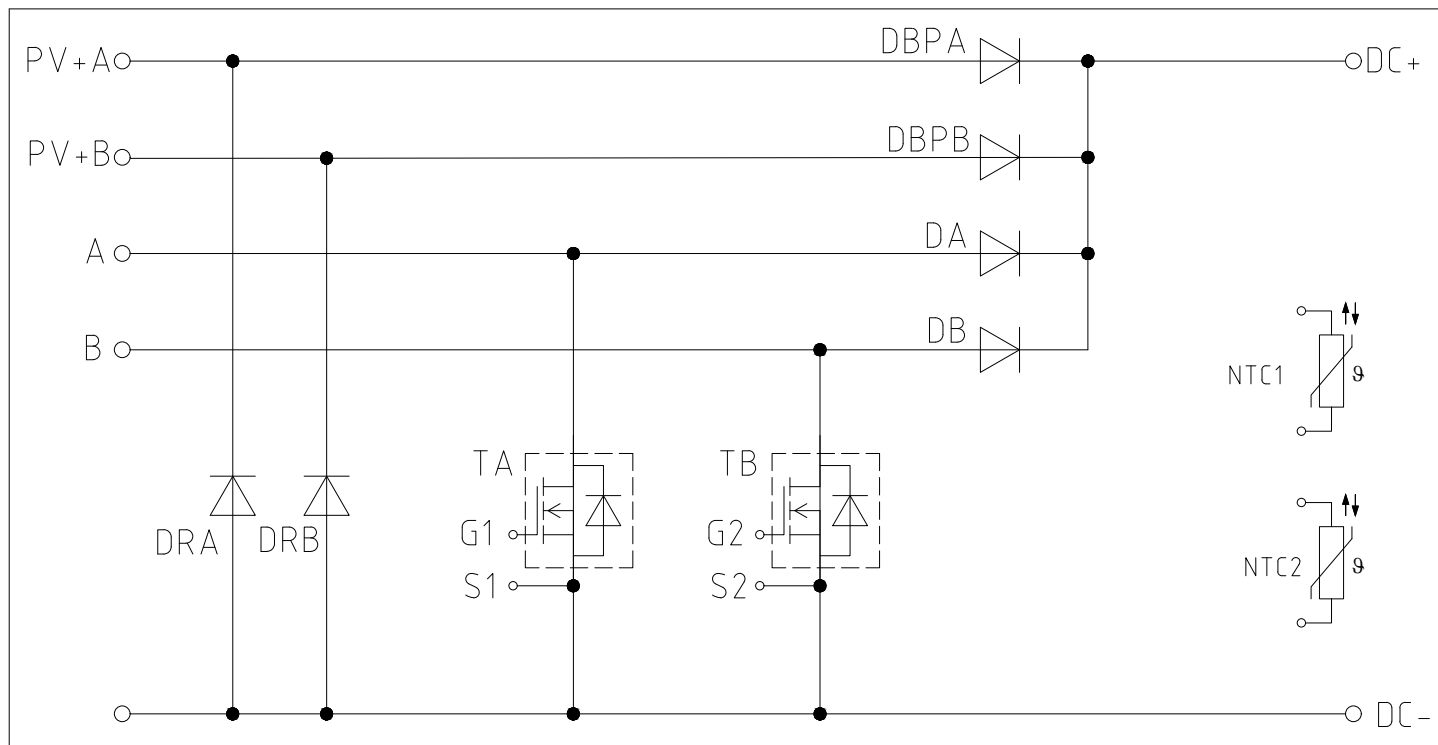 DBPA
PV+A
DC+
DBPB
PV+B
DA
A
DB
B
NTC1
ϑ
TA
TB
G1
G2
DRA
DRB
S1
S2
NTC2
ϑ
DC-